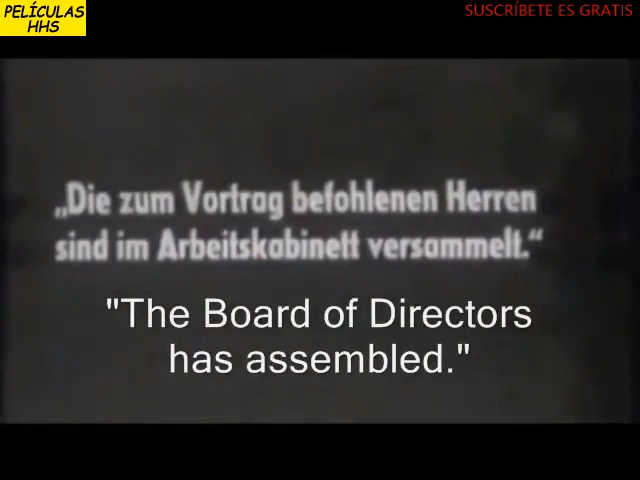 PELÍCULAS
HHS
SUSCRÍBETE ES GRATIS
„Die zum Vortrag befohlenen Herren
sind im Arbeitskabinett versammelt.“
"The Board of Directors
has assembled."